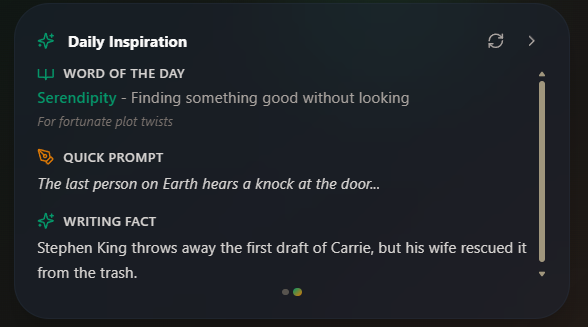 Daily Inspiration
WORD OF THE DAY
Serendipity - Finding something good without looking
For fortunate plot twists
QUICK PROMPT
The last person on Earth hears a knock at the door...
WRITING FACT
Stephen King throws away the first draft of Carrie, but his wife rescued it
from the trash.